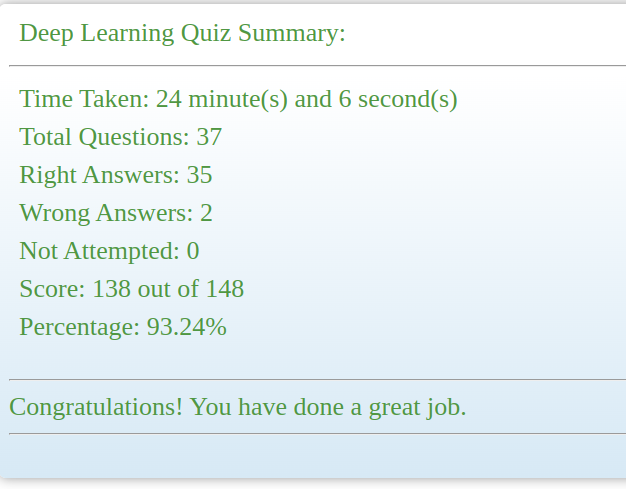 Deep Learning Quiz Summary:
Time Taken: 24 minute(s) and 6 second(s)
Total Questions: 37
Right Answers: 35
Wrong Answers: 2
Not Attempted: 0
Score: 138 out of 148
Percentage: 93.24%
Congratulations! You have done a great job.